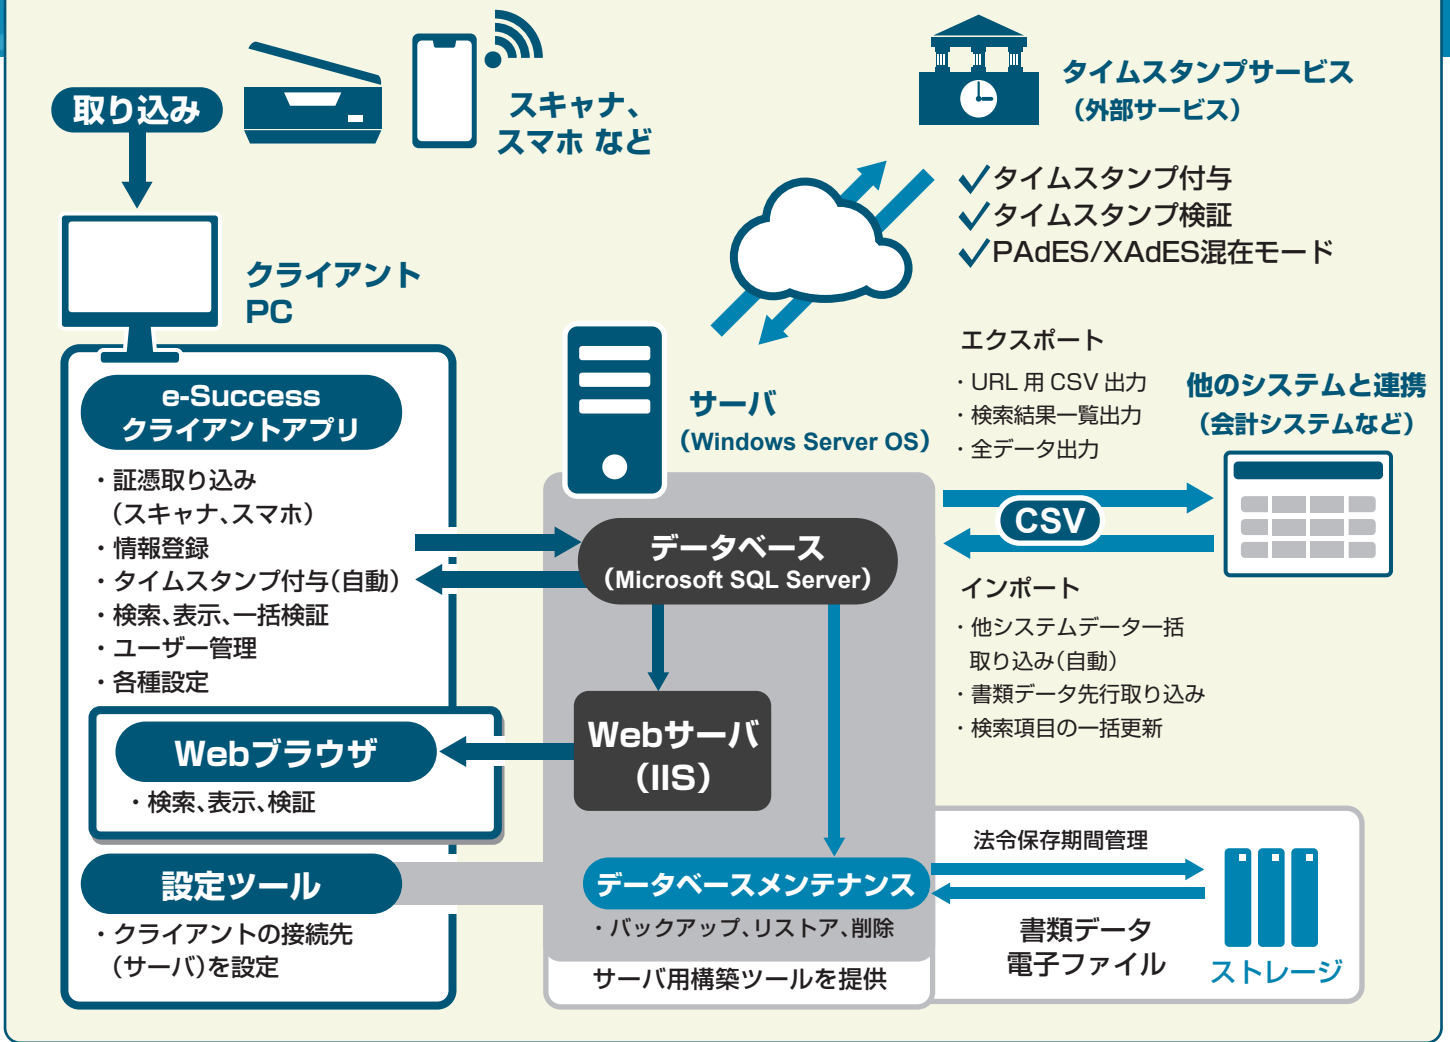 取り込み
スキャナ、
スマホ など
タイムスタンプサービス
（外部サービス）
タイムスタンプ付与
タイムスタンプ検証
PAdES/XAdES混在モード
クライアント
PC
e-Success
クライアントアプリ
・証憑取り込み
（スキャナ、スマホ）
・情報登録
・タイムスタンプ付与（自動）
・検索、表示、一括検証
・ユーザー管理
・各種設定
Webブラウザ
・検索、表示、検証
設定ツール
・クライアントの接続先
（サーバ）を設定
サーバ
（Windows Server OS）
データベース
（Microsoft SQL Server）
Webサーバ
（IIS）
データベースメンテナンス
・バックアップ、リストア、削除
サーバ用構築ツールを提供
エクスポート
・URL 用 CSV 出力
・検索結果一覧出力
・全データ出力
他のシステムと連携
（会計システムなど）
CSV
インポート
・他システムデータ一括
取り込み（自動）
・書類データ先行取り込み
・検索項目の一括更新
法令保存期間管理
書類データ
電子ファイル
ストレージ